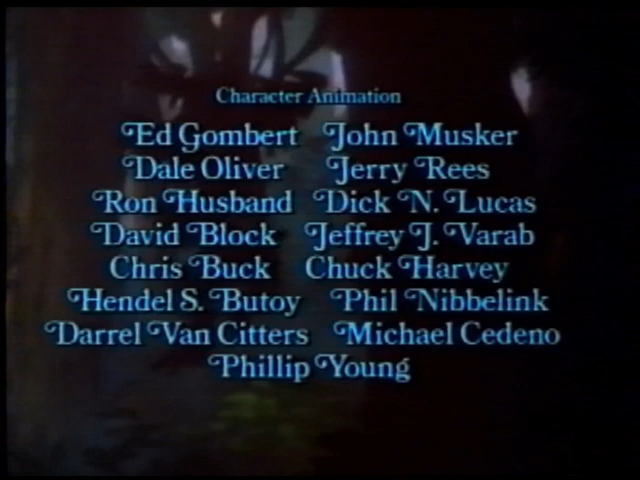 Character Animation
Ed Gombert John Musker
Dale Oliver Jerry Rees
Ron Husband Dick N. Lucas
David Block Jeffrey J. Varab
Chris Buck Chuck Harvey
Hendel S. Butoy Phil Nibbelink
Darrel Van Citters Michael Cedeno
Phillip Young